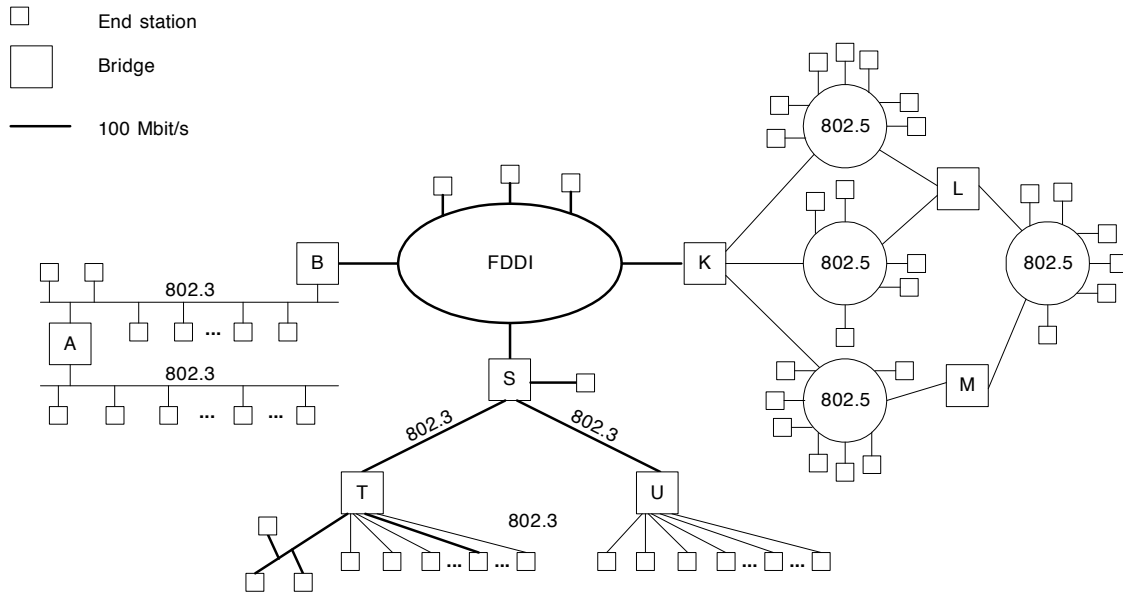 End station
Bridge
100 Mbit/s
802.5
L
B
FDDI
K
802.5
802.5
802.3
...
A
802.3
S
... ...
802.5
M
802.3
802.3
T
U
802.3
... ...
... ...